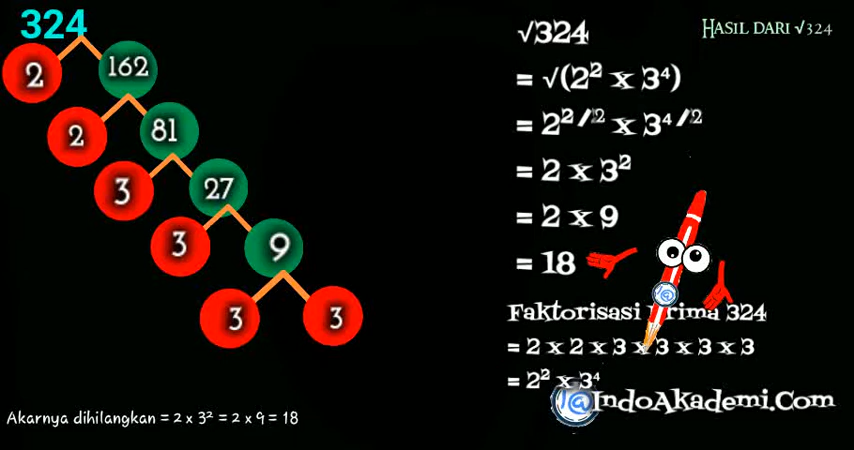 324
2 162
2 81
3 27
3 9
3 3
Akarnya dihilangkan = 2 x 3² = 2 x 9 = 18
Hasil dari √324
√324
= √(2² x 3⁴)
= 2²/² x 3⁴/²
= 2 x 3²
= 2 x 9
= 18
Faktorisasi Prima 324
= 2 x 2 x 3 x 3 x 3 x 3
= 2² x 3⁴
@IndoAkademi.Com